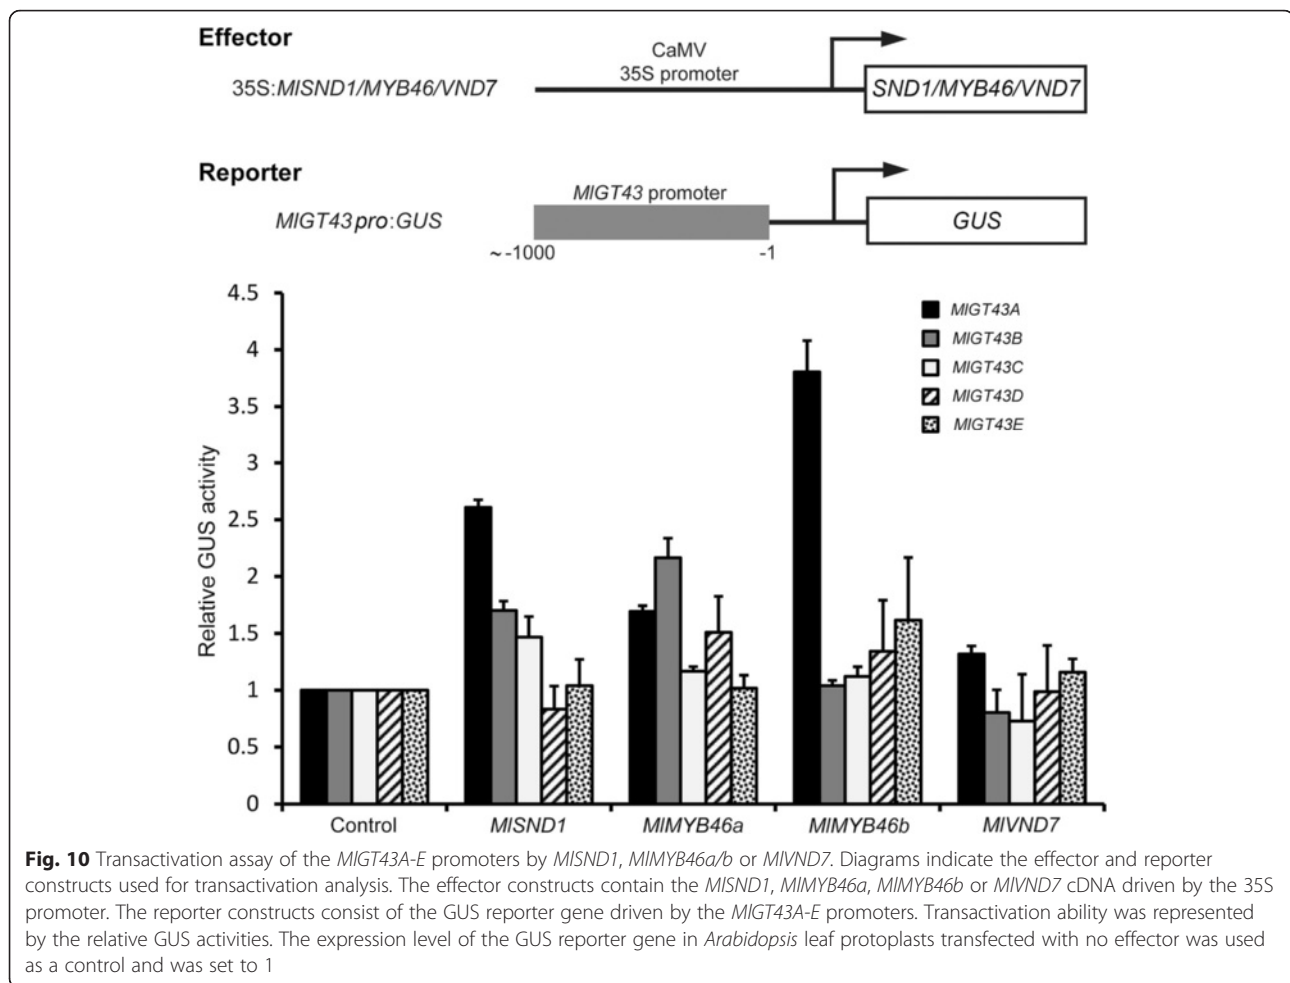 Effector
CaMV
35S promoter
35S:MlSND1/MYB46/VND7
SND1/MYB46/VND7
Reporter
MlGT43 promoter
MlGT43pro:GUS
GUS
~-1000
-1
4.5
4
3.5
3
2.5
2
1.5
1
0.5
0
Relative GUS activity
MlGT43A
MlGT43B
MlGT43C
MlGT43D
MlGT43E
Control
MlSND1
MlMYB46a
MlMYB46b
MlVND7
Fig. 10 Transactivation assay of the MlGT43A-E promoters by MlSND1, MlMYB46a/b or MlVND7. Diagrams indicate the effector and reporter
constructs used for transactivation analysis. The effector constructs contain the MlSND1, MlMYB46a, MlMYB46b or MlVND7 cDNA driven by the 35S
promoter. The reporter constructs consist of the GUS reporter gene driven by the MlGT43A-E promoters. Transactivation ability was represented
by the relative GUS activities. The expression level of the GUS reporter gene in Arabidopsis leaf protoplasts transfected with no effector was used
as a control and was set to 1